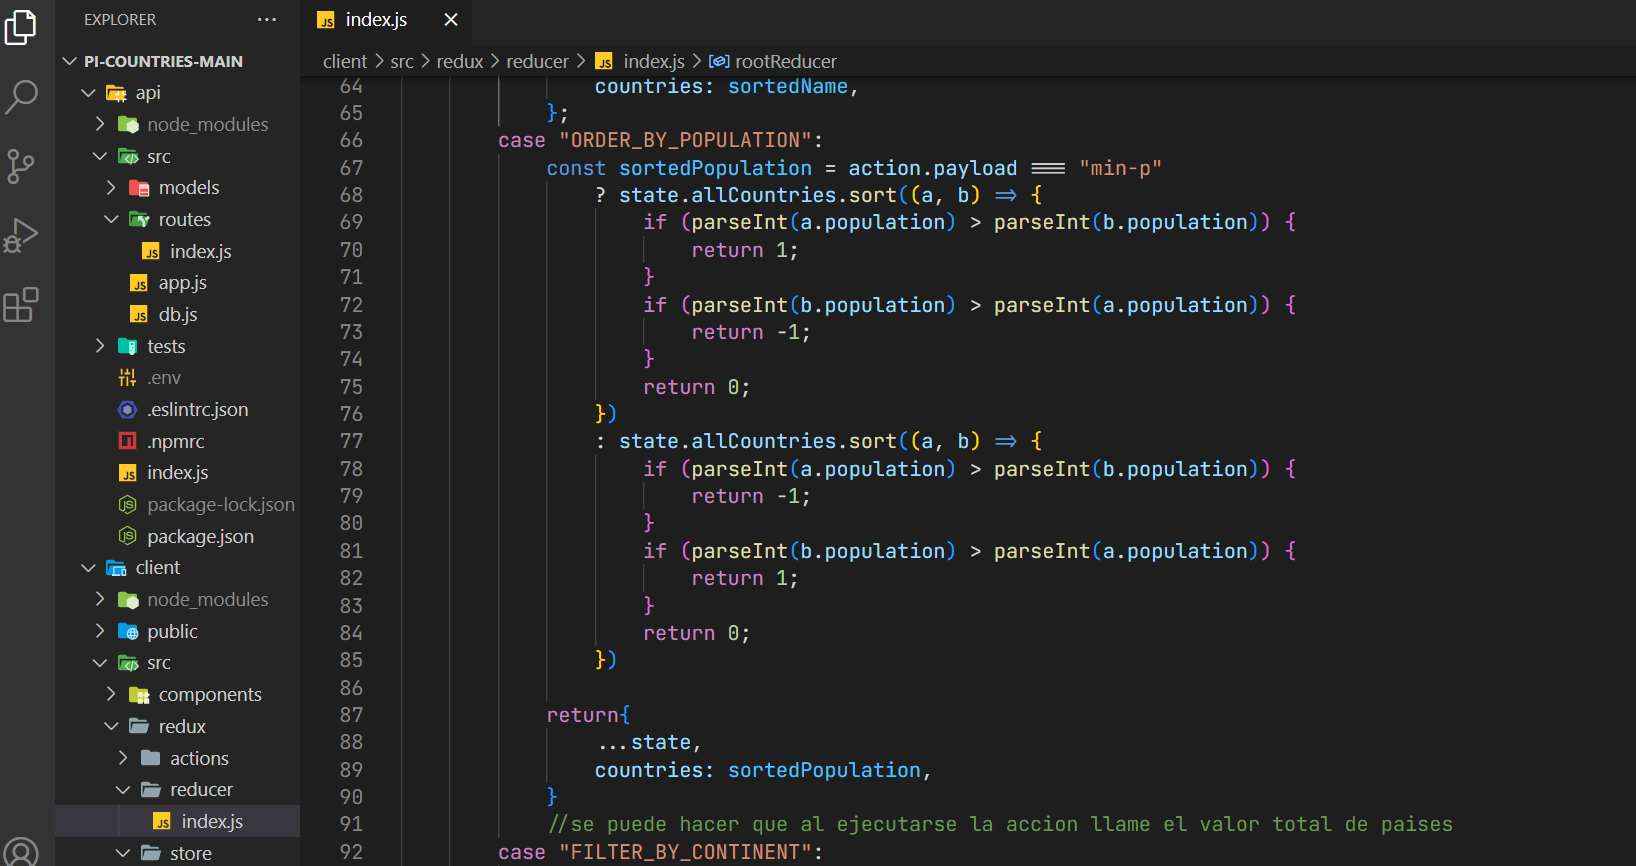 EXPLORER ...
PI-COUNTRIES-MAIN
api
node_modules
src
models
routes
index.js
app.js
db.js
tests
.env
.eslintrc.json
.npmrc
index.js
package-lock.json
package.json
client
node_modules
public
src
components
redux
actions
reducer
index.js
store
index.js
client > src > redux > reducer > index.js > rootReducer
64 countries: sortedName,
65 };
66 case "ORDER_BY_POPULATION":
67 const sortedPopulation = action.payload === "min-p"
68 ? state.allCountries.sort((a, b) => {
69 if (parseInt(a.population) > parseInt(b.population)) {
70 return 1;
71 }
72 if (parseInt(b.population) > parseInt(a.population)) {
73 return -1;
74 }
75 return 0;
76 })
77 : state.allCountries.sort((a, b) => {
78 if (parseInt(a.population) > parseInt(b.population)) {
79 return -1;
80 }
81 if (parseInt(b.population) > parseInt(a.population)) {
82 return 1;
83 }
84 return 0;
85 })
86
87 return{
88 ...state,
89 countries: sortedPopulation,
90 }
91 //se puede hacer que al ejecutarse la accion llame el valor total de paises
92 case "FILTER_BY_CONTINENT":